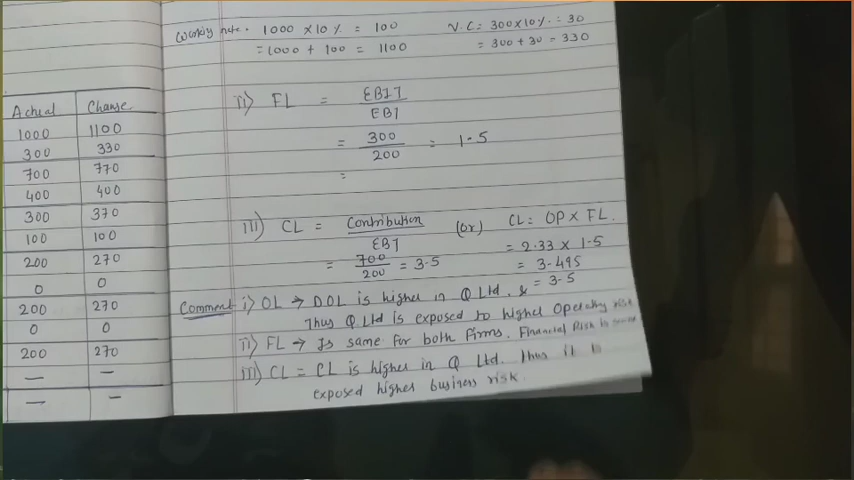 Actual Change
1000 1100
300 330
700 770
400 400
300 370
100 100
200 270
0 0
200 270
0 0
200 270
— —
— —
Working note. 1000 x 10 % = 100
= 1000 + 100 = 1100
V.C = 300 x 10 % = 30
= 300 + 30 = 330
ii) FL = EBIT
EBT
= 300 = 1.5
200
=
iii) CL = Contribution (or) CL = OP X FL.
EBT = 2.33 x 1.5
= 700 = 3.5 = 3.495
200 = 3.5
Comment i) OL → DOL is higher in Q Ltd. &
Thus Q Ltd is exposed to higher Operating risk
ii) FL → Is same for both Firms. Financial Risk is same
iii) CL = CL is higher in Q Ltd. Thus it is
exposed higher business risk.